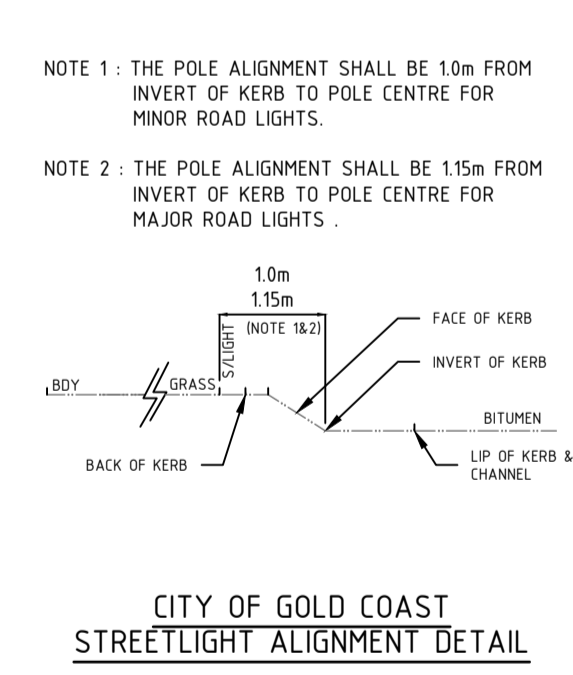 NOTE 1 : THE POLE ALIGNMENT SHALL BE 1.0m FROM
INVERT OF KERB TO POLE CENTRE FOR
MINOR ROAD LIGHTS.
NOTE 2 : THE POLE ALIGNMENT SHALL BE 1.15m FROM
INVERT OF KERB TO POLE CENTRE FOR
MAJOR ROAD LIGHTS .
1.0m
1.15m
(NOTE 1&2)
S/LIGHT
FACE OF KERB
INVERT OF KERB
BDY
GRASS
BITUMEN
BACK OF KERB
LIP OF KERB &
CHANNEL
CITY OF GOLD COAST
STREETLIGHT ALIGNMENT DETAIL